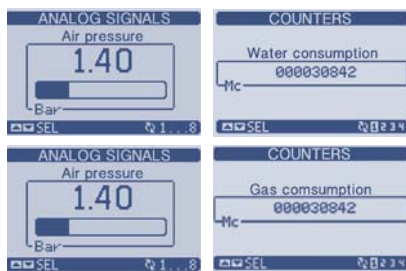 ANALOG SIGNALS
Air pressure
1.40
Bar
SEL 1...8
COUNTERS
Water consumption
000030842
Mc
SEL 1 2 3 4
ANALOG SIGNALS
Air pressure
1.40
Bar
SEL 1...8
COUNTERS
Gas comsumption
000030842
Mc
SEL 1 2 3 4